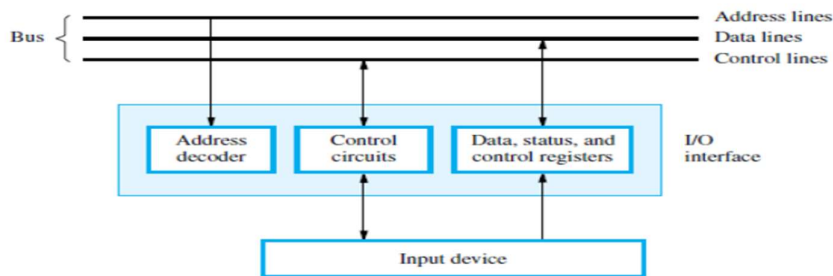 Bus
Address lines
Data lines
Control lines
Address
decoder
Control
circuits
Data, status, and
control registers
I/O
interface
Input device